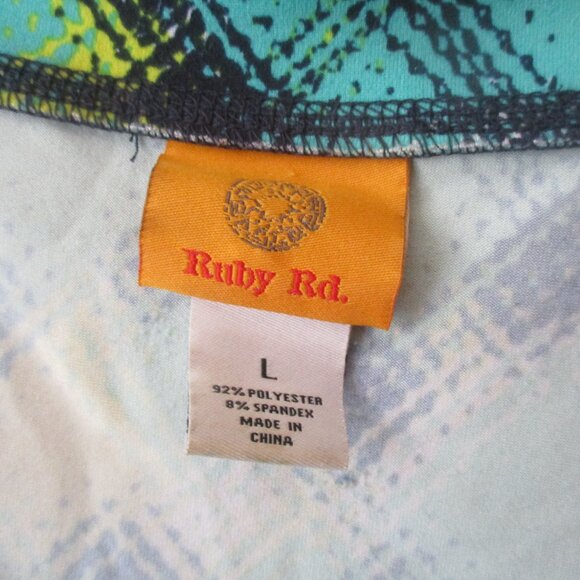 Ruby Rd.
L
92% POLYESTER
8% SPANDEX
MADE IN
CHINA